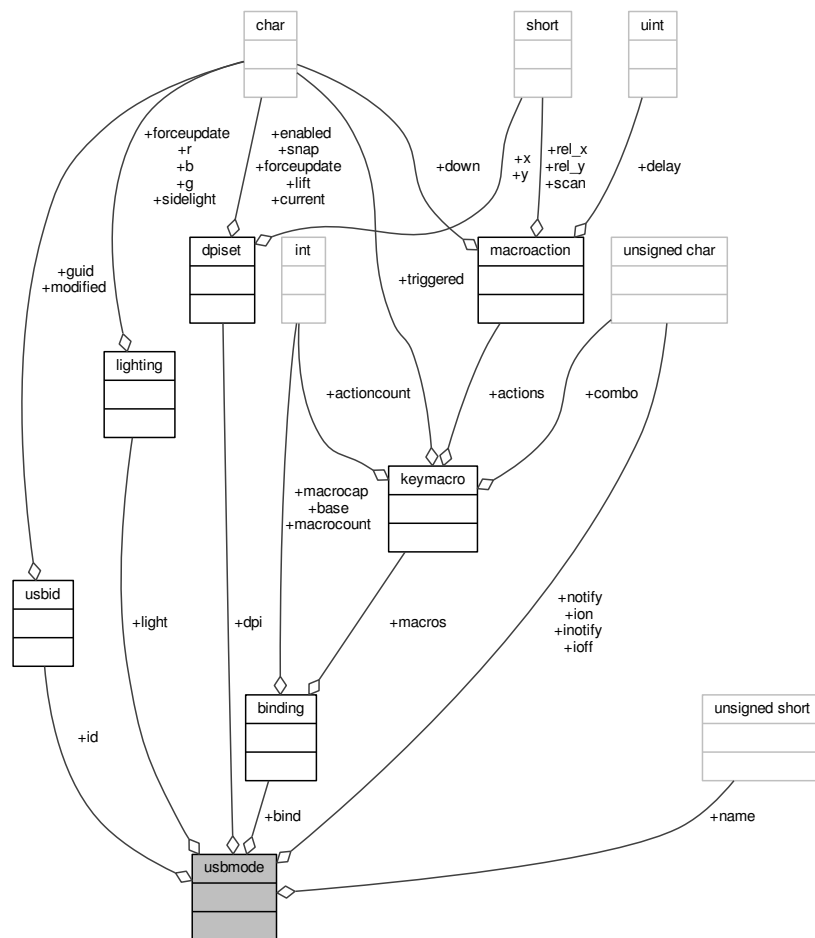 char
short
uint
+forceupdate
+r
+b
+g
+sidelight
+enabled
+snap
+forceupdate
+lift
+current
+down
+x
+y
+rel_x
+rel_y
+scan
+delay
dpiset
int
macroaction
unsigned char
+guid
+modified
+triggered
lighting
+actioncount
+actions
+combo
keymacro
+macrocap
+base
+macrocount
usbid
+light
+dpi
+macros
+notify
+ion
+inotify
+ioff
binding
unsigned short
+id
+bind
+name
usbmode